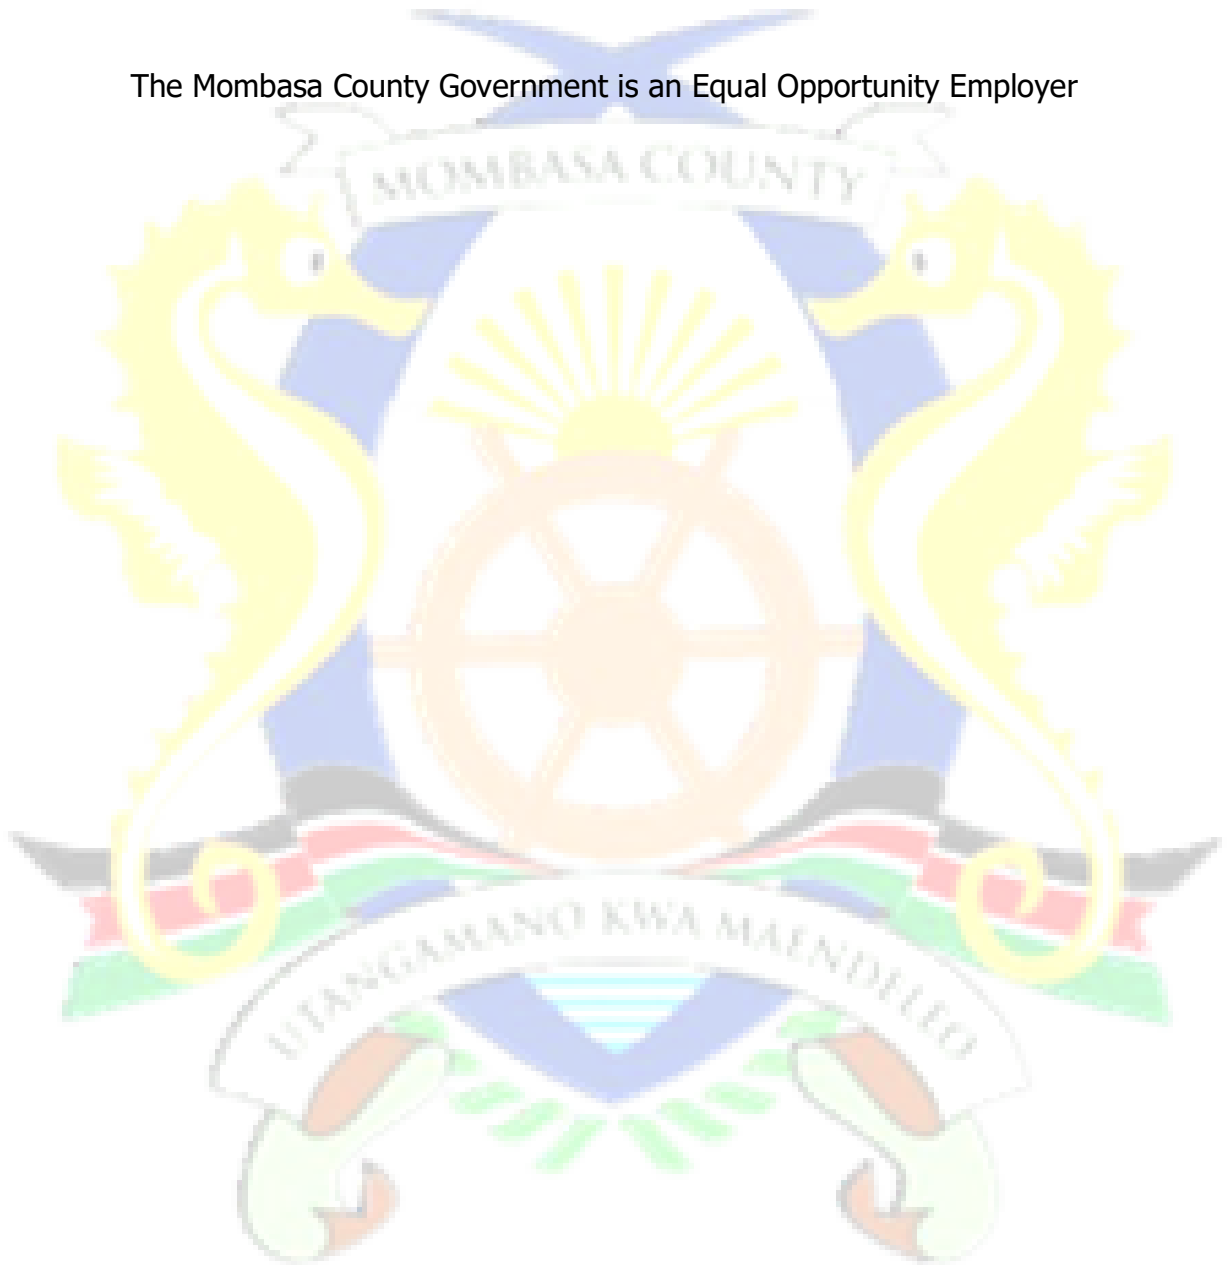 The Mombasa County Government is an Equal Opportunity Employer
MOMBASA COUNTY
UTANGAMANO KWA MAENDELEO